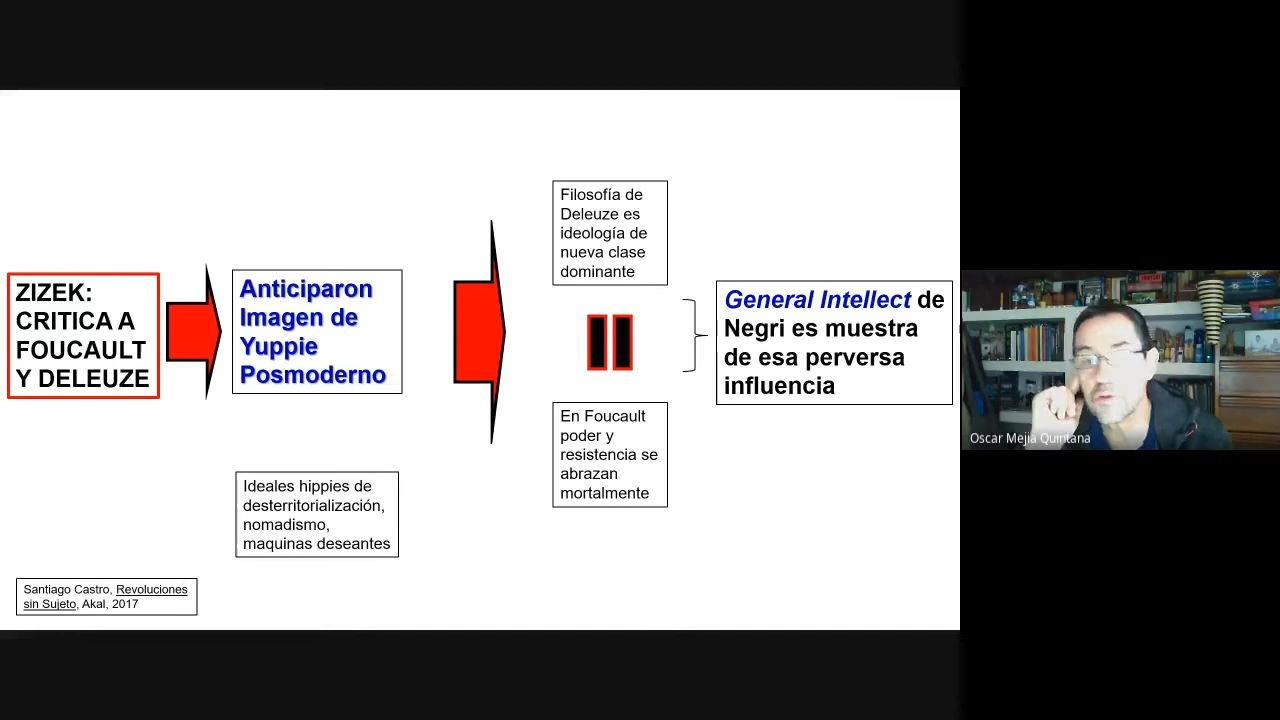 ZIZEK:
CRITICA A
FOUCAULT
Y DELEUZE
Anticiparon
Imagen de
Yuppie
Posmoderno
Ideales hippies de
desterritorialización,
nomadismo,
maquinas deseantes
Filosofía de
Deleuze es
ideología de
nueva clase
dominante
En Foucault
poder y
resistencia se
abrazan
mortalmente
General Intellect de
Negri es muestra
de esa perversa
influencia
Santiago Castro, Revoluciones
sin Sujeto, Akal, 2017
Oscar Mejia Quintana